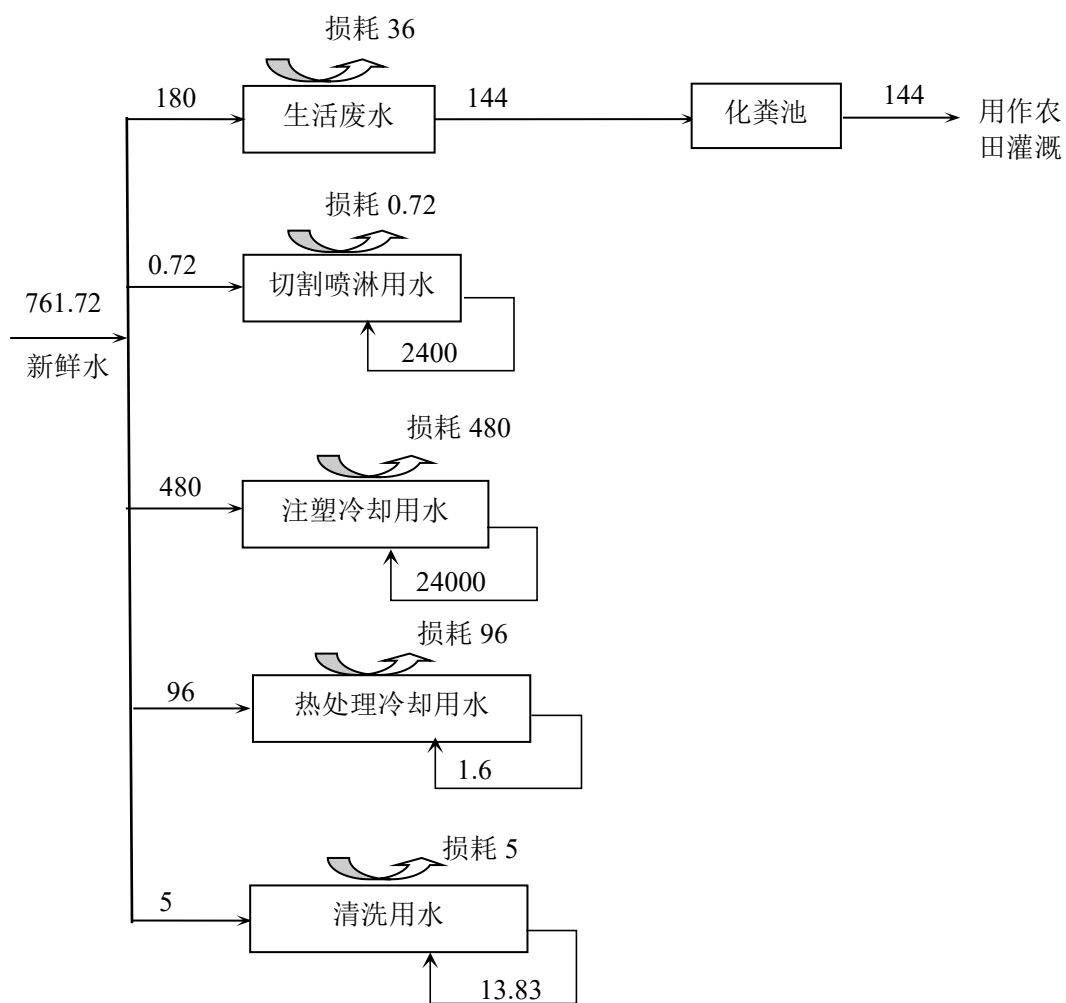 损耗 36
180
生活废水
144
化粪池
144
用作农
田灌溉
损耗 0.72
0.72
切割喷淋用水
2400
761.72
新鲜水
损耗 480
480
注塑冷却用水
24000
损耗 96
96
热处理冷却用水
1.6
损耗 5
5
清洗用水
13.83